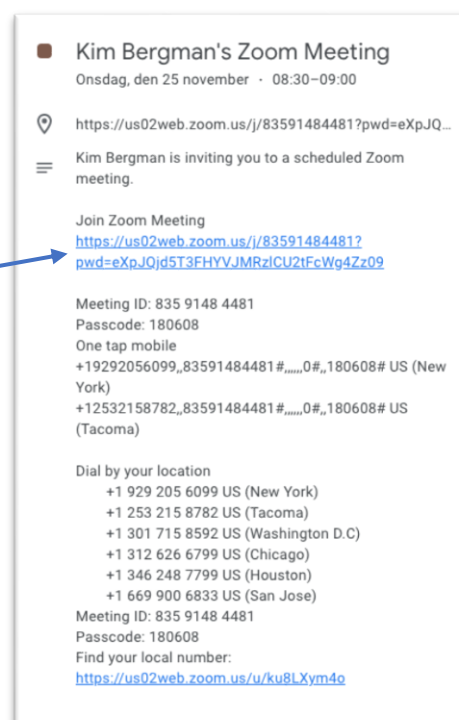 Kim Bergman's Zoom Meeting
Onsdag, den 25 november · 08:30–09:00
https://us02web.zoom.us/j/83591484481?pwd=eXpJQ...
Kim Bergman is inviting you to a scheduled Zoom
meeting.
Join Zoom Meeting
https://us02web.zoom.us/j/83591484481?
pwd=eXpJQjd5T3FHYVJMRzlCU2tFcWg4Zz09
Meeting ID: 835 9148 4481
Passcode: 180608
One tap mobile
+19292056099,,83591484481#,,,,,,0#,,180608# US (New
York)
+12532158782,,83591484481#,,,,,,0#,,180608# US
(Tacoma)
Dial by your location
+1 929 205 6099 US (New York)
+1 253 215 8782 US (Tacoma)
+1 301 715 8592 US (Washington D.C)
+1 312 626 6799 US (Chicago)
+1 346 248 7799 US (Houston)
+1 669 900 6833 US (San Jose)
Meeting ID: 835 9148 4481
Passcode: 180608
Find your local number:
https://us02web.zoom.us/u/ku8LXym4o